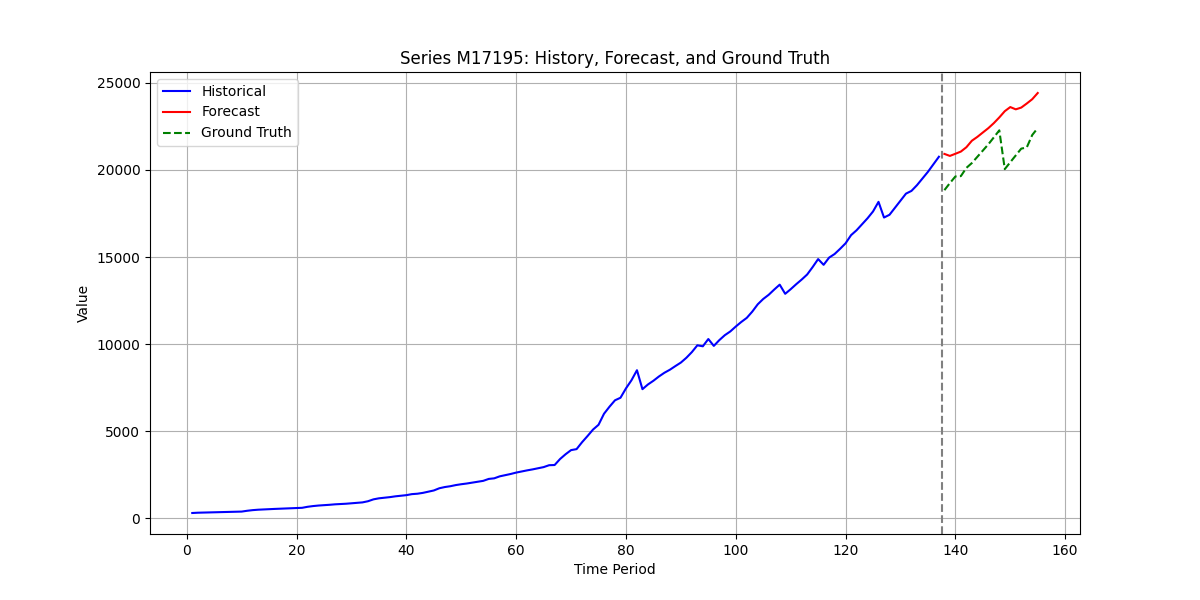 Series M17195: History, Forecast, and Ground Truth
Historical
Forecast
Ground Truth
25000
20000
15000
10000
5000
0
Value
0 20 40 60 80 100 120 140 160
Time Period